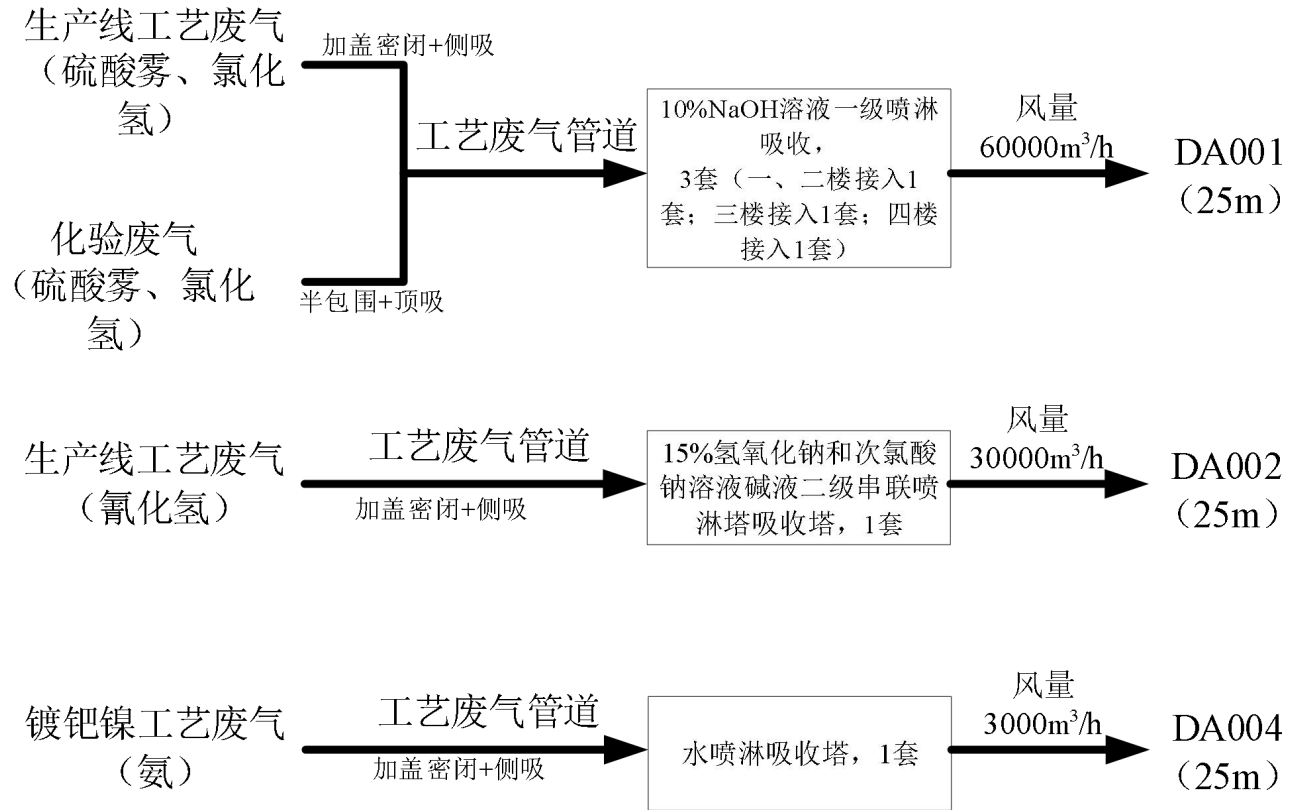 生产线工艺废气
（硫酸雾、氯化
氢）
加盖密闭+侧吸
化验废气
（硫酸雾、氯化
氢）
半包围+顶吸
工艺废气管道
10%NaOH溶液一级喷淋
吸收，
3套（一、二楼接入1
套；三楼接入1套；四楼
接入1套）
风量
60000m³/h
DA001
（25m）
生产线工艺废气
（氰化氢）
工艺废气管道
加盖密闭+侧吸
15%氢氧化钠和次氯酸
钠溶液碱液二级串联喷
淋塔吸收塔，1套
风量
30000m³/h
DA002
（25m）
镀钯镍工艺废气
（氨）
工艺废气管道
加盖密闭+侧吸
水喷淋吸收塔，1套
风量
3000m³/h
DA004
（25m）